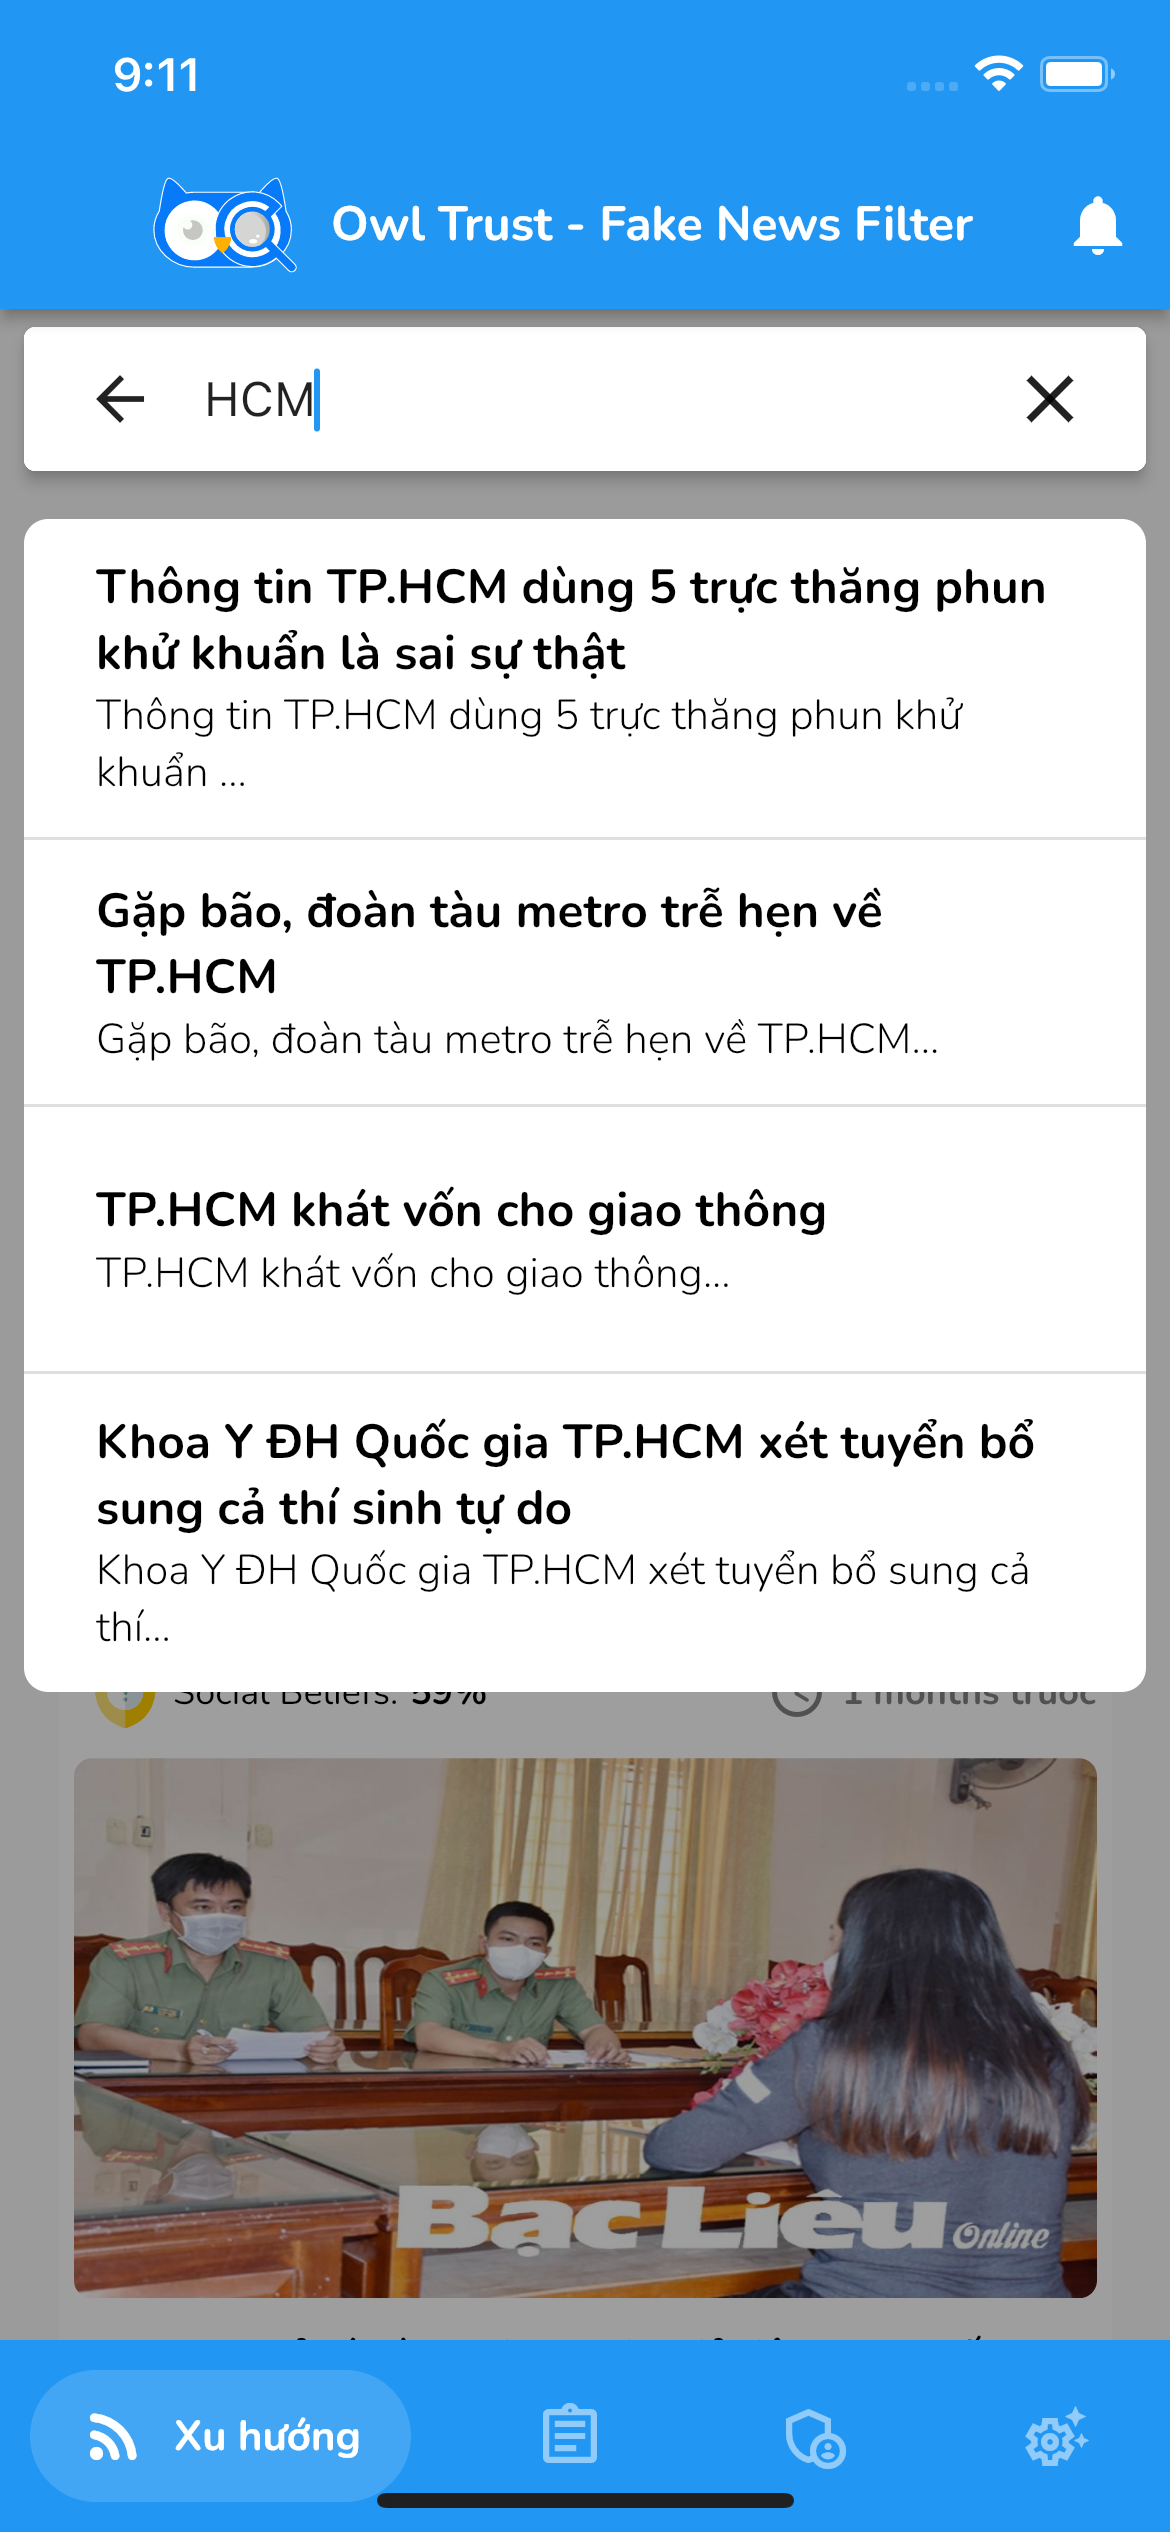 9:11
Owl Trust - Fake News Filter
HCM
Thông tin TP.HCM dùng 5 trực thăng phun
khử khuẩn là sai sự thật
Thông tin TP.HCM dùng 5 trực thăng phun khử
khuẩn ...
Gặp bão, đoàn tàu metro trễ hẹn về
TP.HCM
Gặp bão, đoàn tàu metro trễ hẹn về TP.HCM...
TP.HCM khát vốn cho giao thông
TP.HCM khát vốn cho giao thông...
Khoa Y ĐH Quốc gia TP.HCM xét tuyển bổ
sung cả thí sinh tự do
Khoa Y ĐH Quốc gia TP.HCM xét tuyển bổ sung cả
thí...
Social Beliefs: 59% 1 months trước
Bạc Liêu Online
Xu hướng